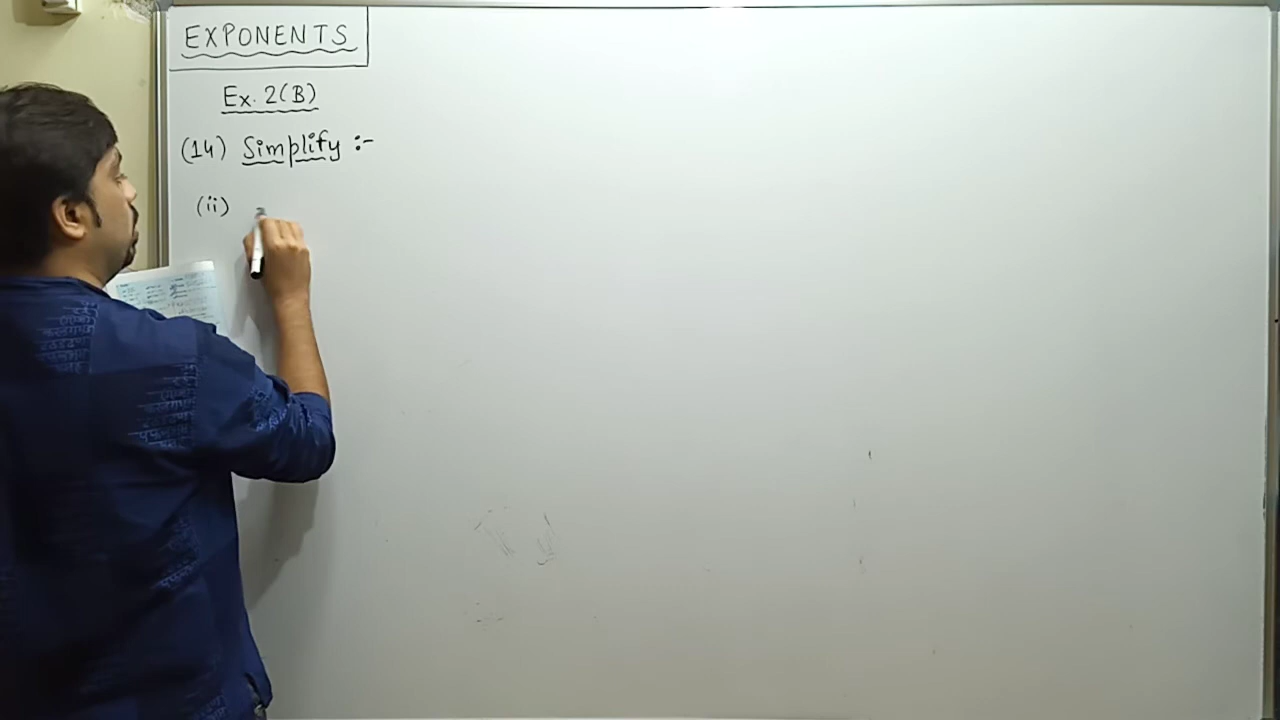 EXPONENTS
Ex. 2(B)
(14) Simplify :-
(ii)